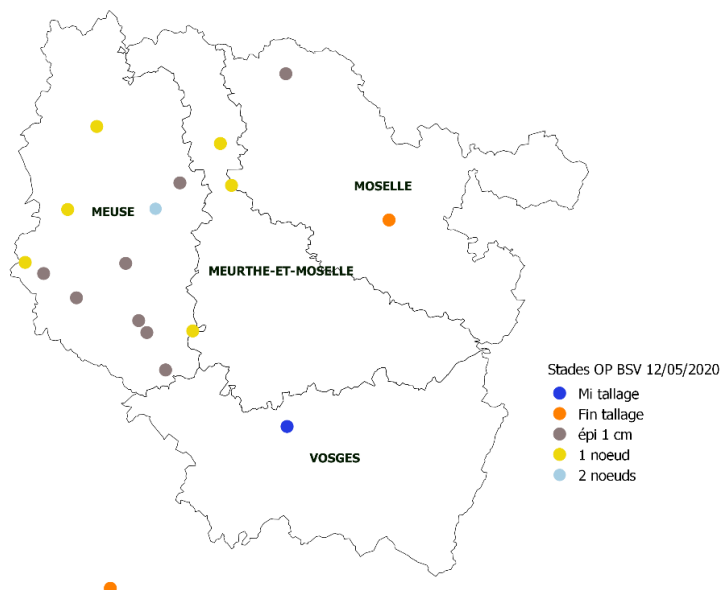 MOSELLE
MEUSE
MEURTHE-ET-MOSELLE
VOSGES
Stades OP BSV 12/05/2020
Mi tallage
Fin tallage
épi 1 cm
1 noeud
2 noeuds